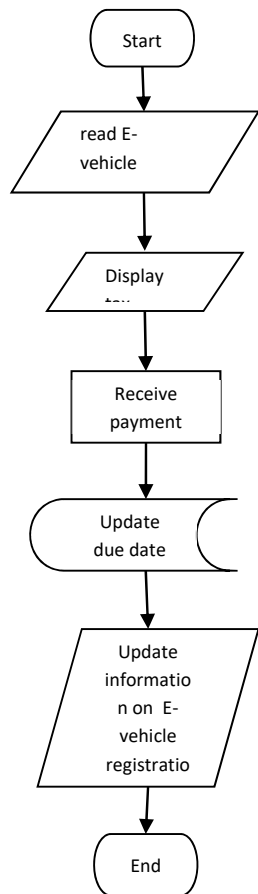 Start
read E-
vehicle
Display
Receive
payment
Update
due date
Update
informatio
n on E-
vehicle
registratio
End